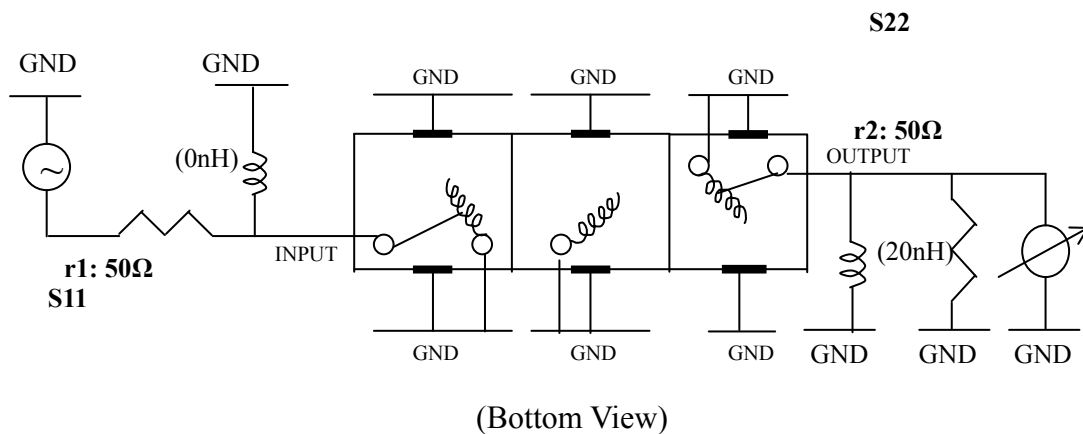 S22
GND
GND
GND
GND
GND
r2: 50Ω
OUTPUT
(0nH)
INPUT
(20nH)
r1: 50Ω
S11
GND
GND
GND
GND
GND
GND
(Bottom View)